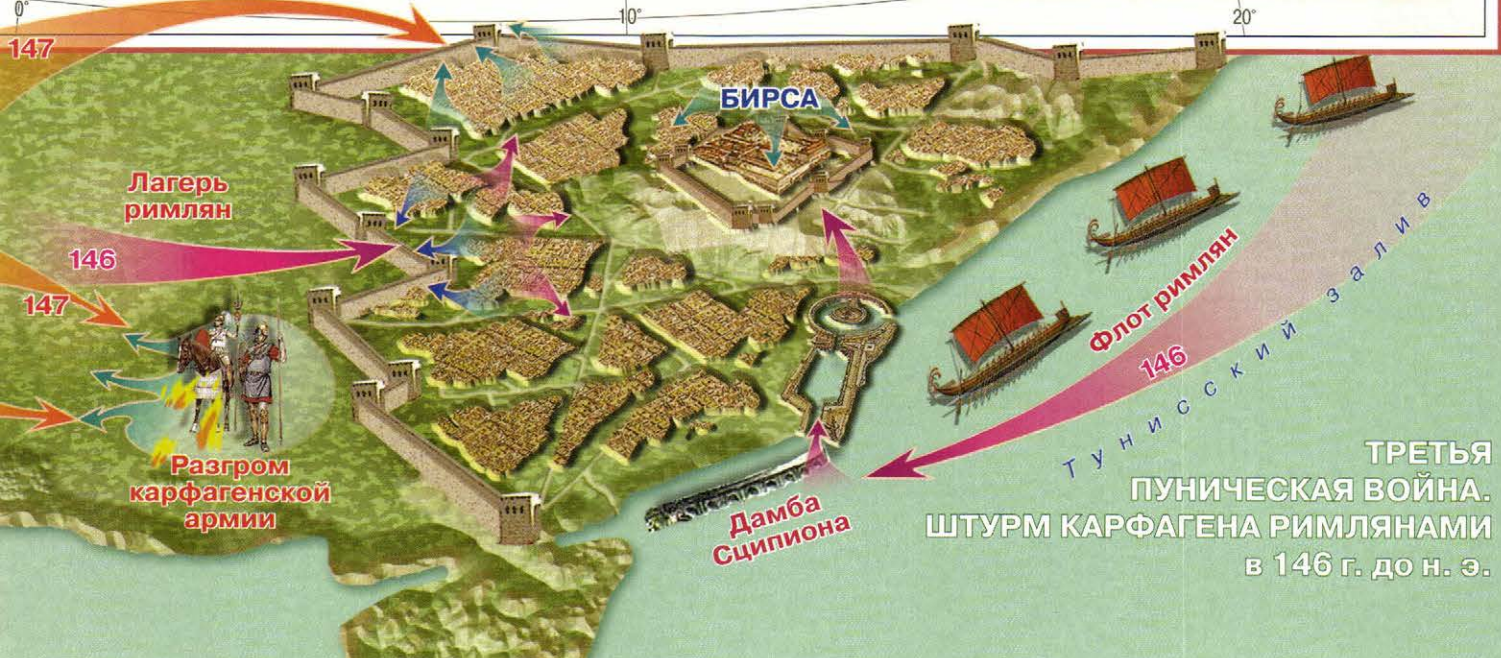 0°
10°
20°
147
БИРСА
Лагерь
римлян
146
147
Флот римлян
146
Тунисский залив
Разгром
карфагенской
армии
Дамба
Сципиона
ТРЕТЬЯ
ПУНИЧЕСКАЯ ВОЙНА.
ШТУРМ КАРФАГЕНА РИМЛЯНАМИ
в 146 г. до н. э.